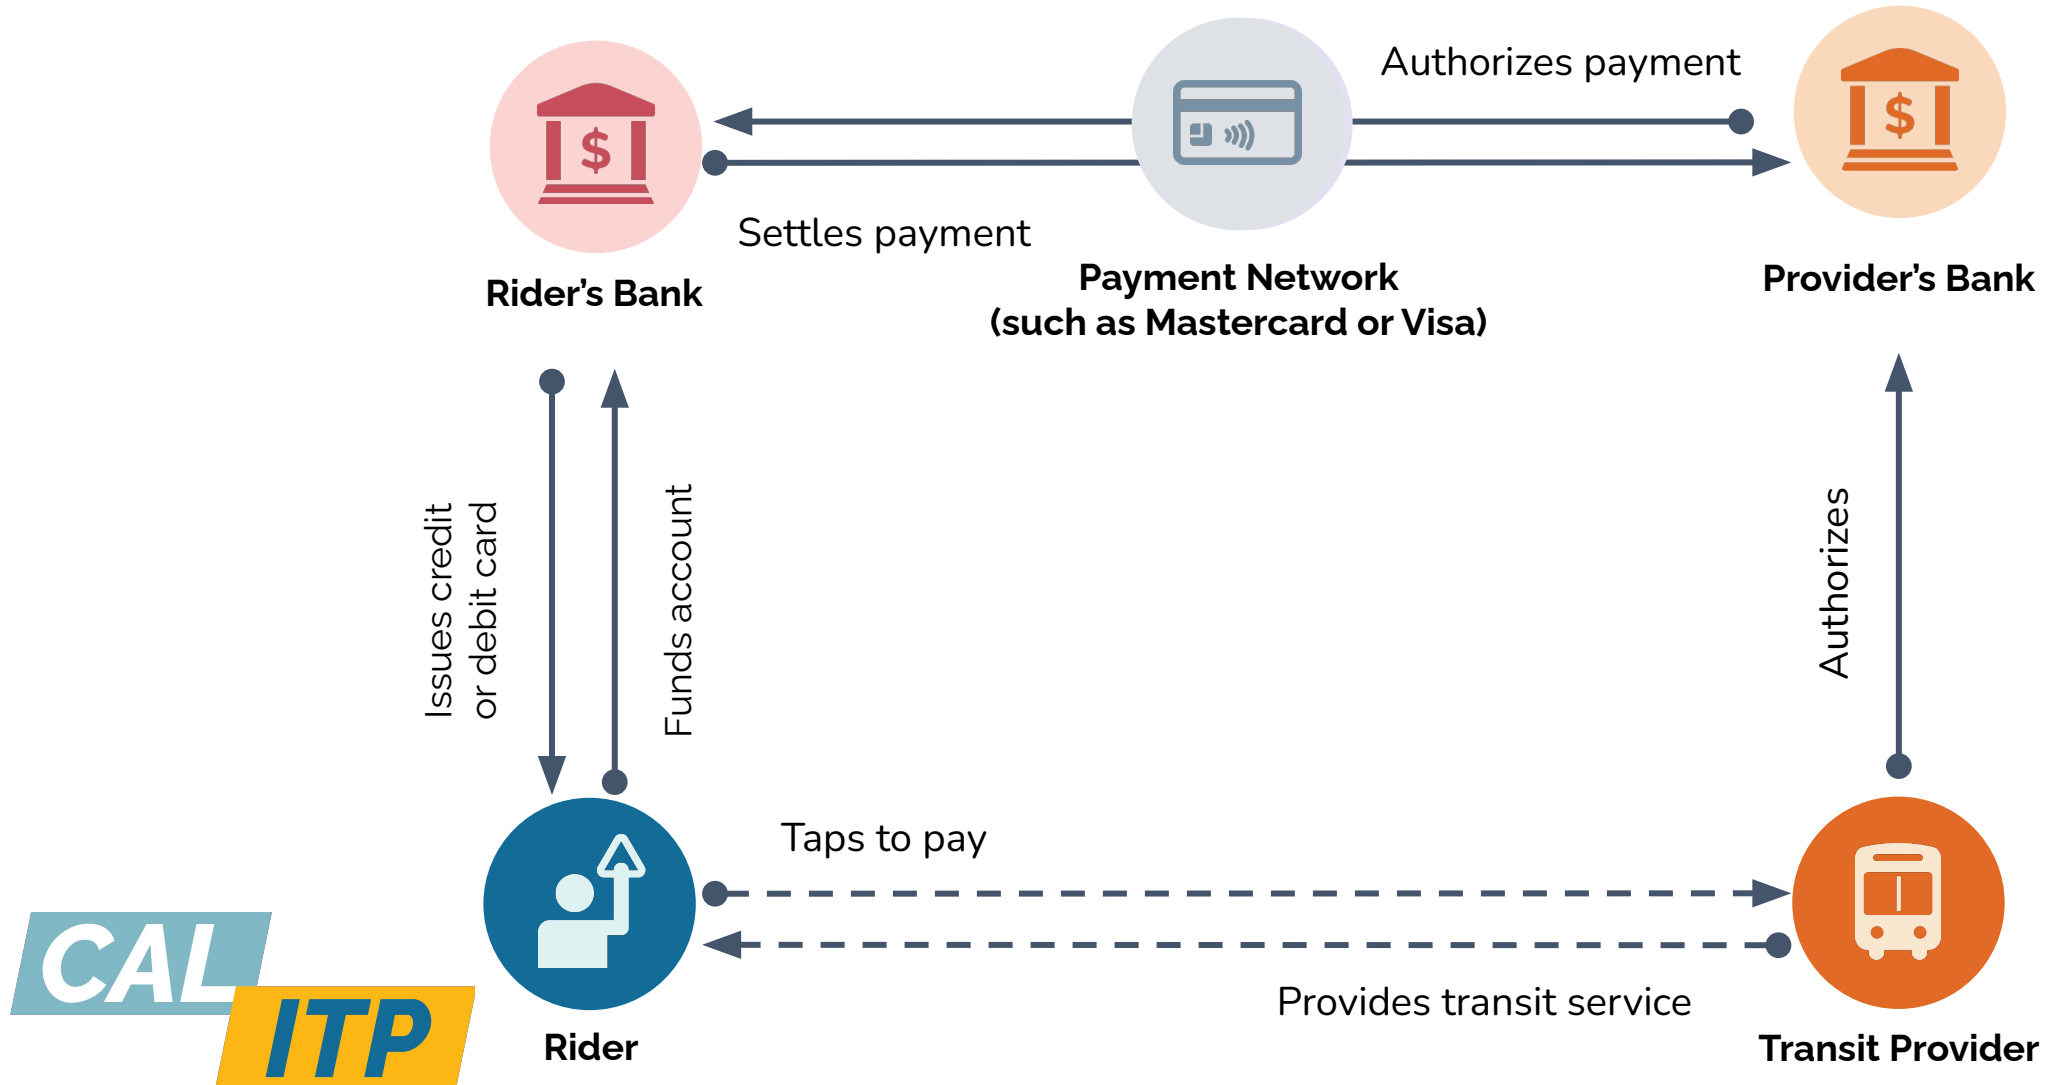 Authorizes payment
$
$
Settles payment
Rider’s Bank
Payment Network
(such as Mastercard or Visa)
Provider’s Bank
Issues credit
or debit card
Funds account
Authorizes
Taps to pay
Provides transit service
CAL
ITP
Rider
Transit Provider